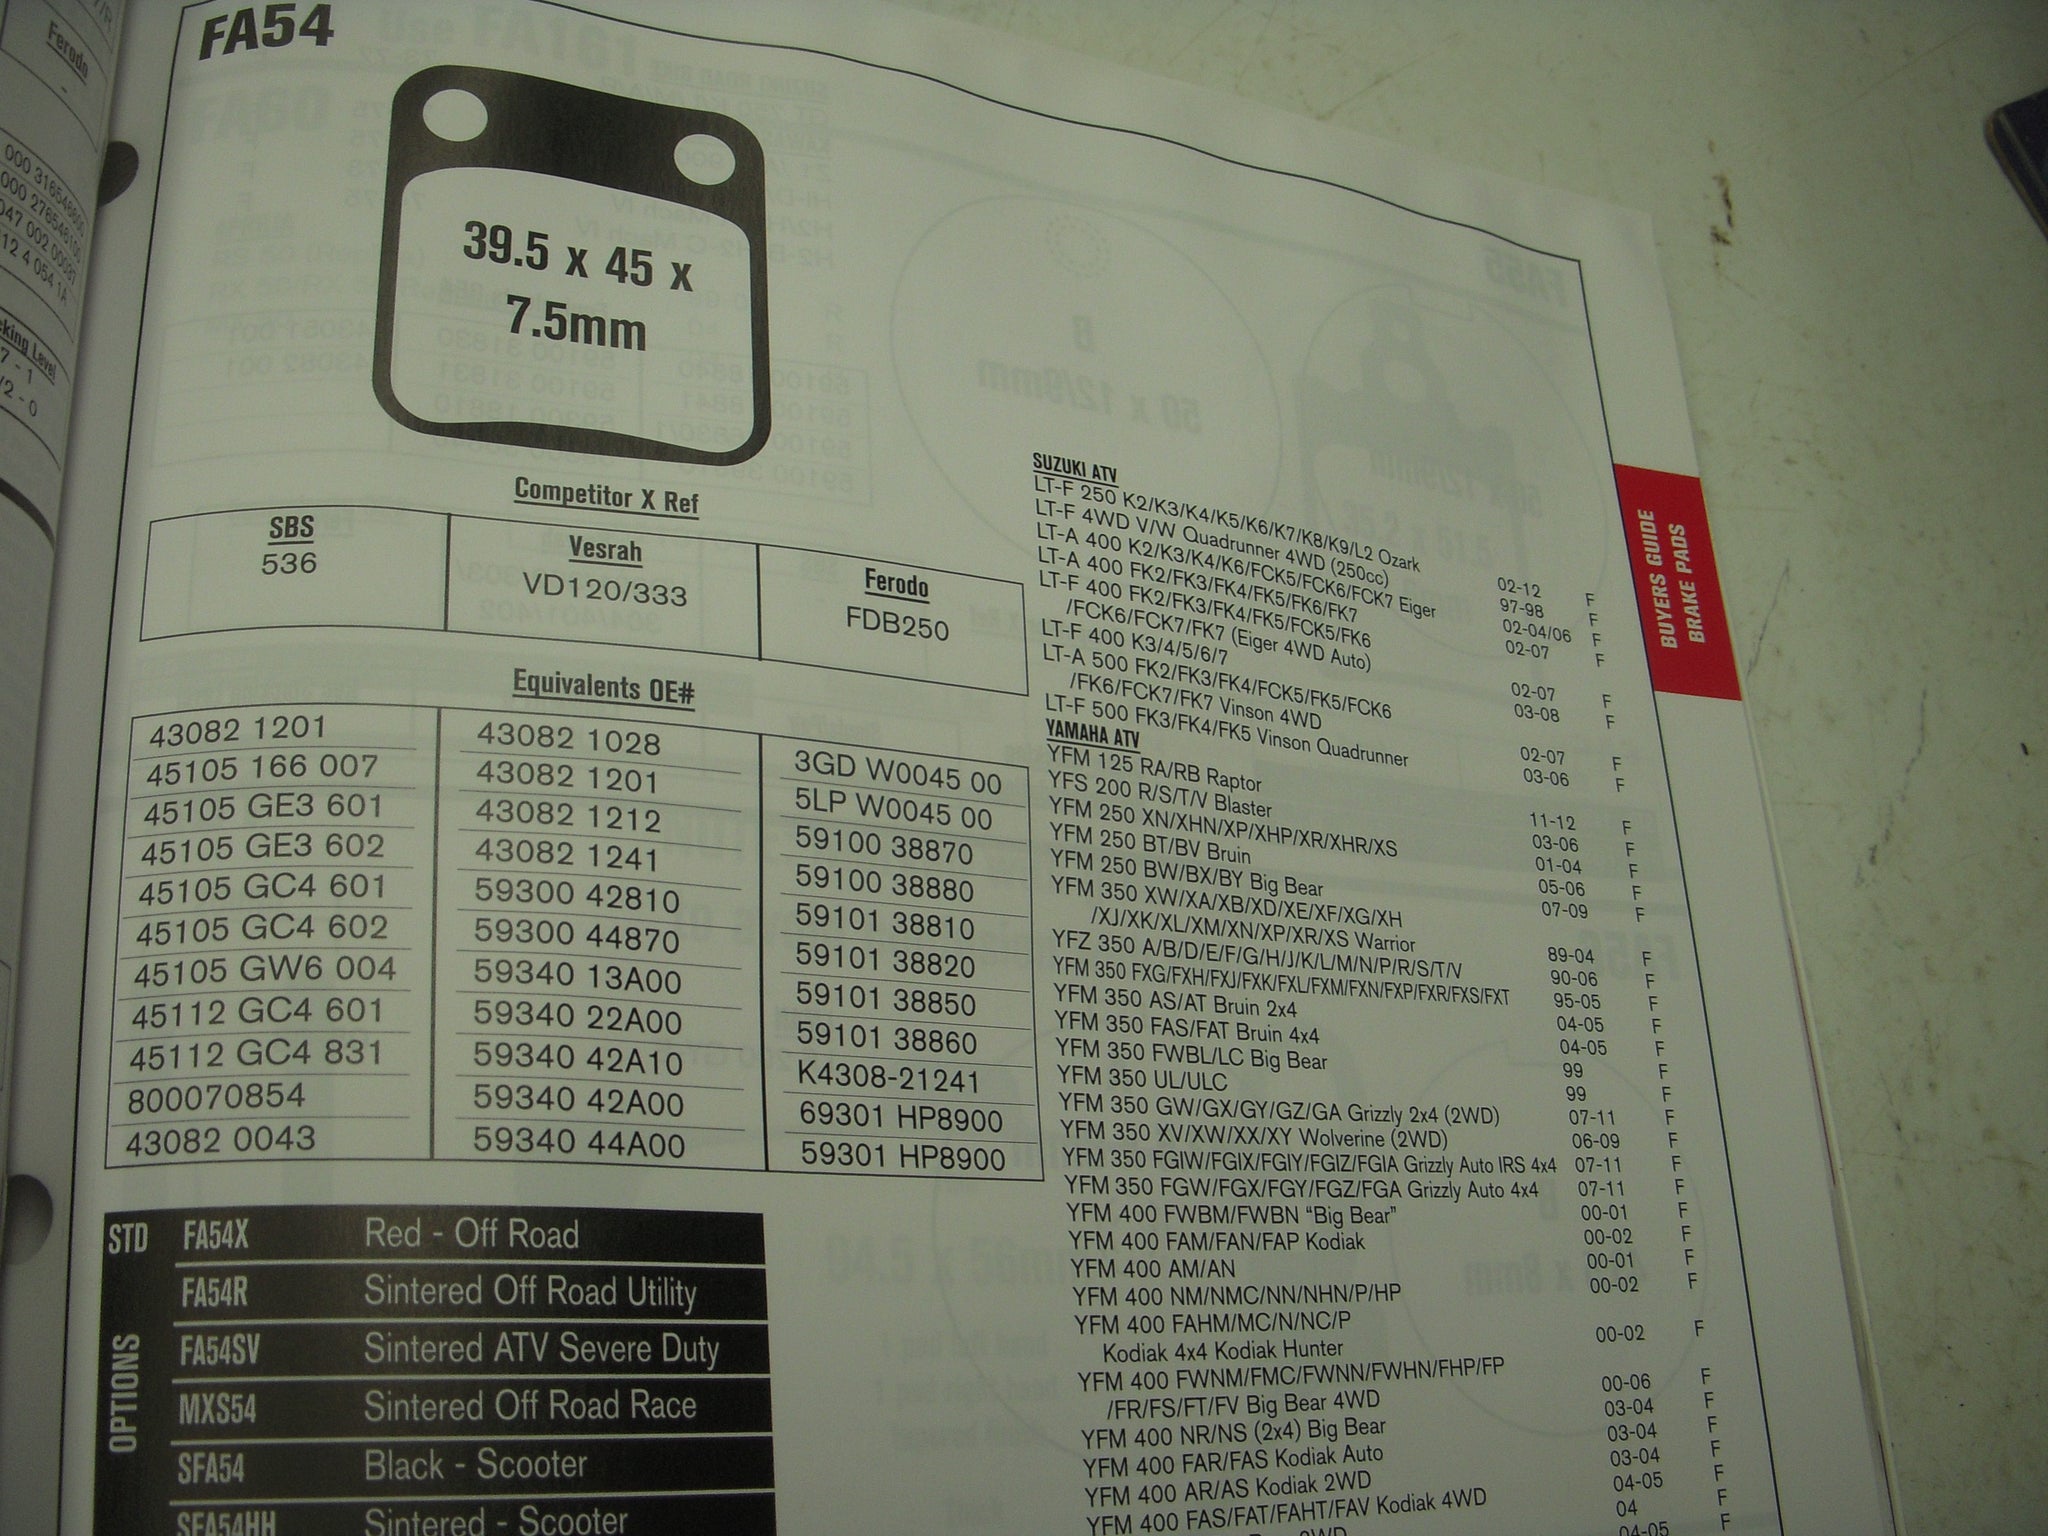 FA54
39.5 x 45 x
7.5mm
Competitor X Ref
SBS
536
Vesrah
VD120/333
Ferodo
FDB250
Equivalents OE#
43082 1201
45105 166 007
45105 GE3 601
45105 GE3 602
45105 GC4 601
45105 GC4 602
45105 GW6 004
45112 GC4 601
45112 GC4 831
800070854
43082 0043
43082 1028
43082 1201
43082 1212
43082 1241
59300 42810
59300 44870
59340 13A00
59340 22A00
59340 42A10
59340 42A00
59340 44A00
3GD W0045 00
5LP W0045 00
59100 38870
59100 38880
59101 38810
59101 38820
59101 38850
59101 38860
K4308-21241
69301 HP8900
59301 HP8900
STD FA54X Red - Off Road
OPTIONS
FA54R Sintered Off Road Utility
FA54SV Sintered ATV Severe Duty
MXS54 Sintered Off Road Race
SFA54 Black - Scooter
SFA54HH Sintered - Scooter
SUZUKI ATV
LT-F 250 K2/K3/K4/K5/K6/K7/K8/K9/L2 Ozark 02-12 F
LT-F 4WD V/W Quadrunner 4WD (250cc) 97-98 F
LT-A 400 K2/K3/K4/K6/FCK5/FCK6/FCK7 Eiger 02-04/06 F
LT-A 400 FK2/FK3/FK4/FK5/FK6/FK7 02-07 F
LT-F 400 FK2/FK3/FK4/FK5/FCK5/FK6
/FCK6/FCK7/FK7 (Eiger 4WD Auto) 02-07 F
LT-F 400 K3/4/5/6/7 03-08 F
LT-A 500 FK2/FK3/FK4/FCK5/FK5/FCK6
/FK6/FCK7/FK7 Vinson 4WD 02-07 F
LT-F 500 FK3/FK4/FK5 Vinson Quadrunner 03-06 F
YAMAHA ATV
YFM 125 RA/RB Raptor 11-12 F
YFS 200 R/S/T/V Blaster 03-06 F
YFM 250 XN/XHN/XP/XHP/XR/XHR/XS 01-04 F
YFM 250 BT/BV Bruin 05-06 F
YFM 250 BW/BX/BY Big Bear 07-09 F
YFM 350 XW/XA/XB/XD/XE/XF/XG/XH
/XJ/XK/XL/XM/XN/XP/XR/XS Warrior 89-04 F
YFZ 350 A/B/D/E/F/G/H/J/K/L/M/N/P/R/S/T/V 90-06 F
YFM 350 FXG/FXH/FXJ/FXK/FXL/FXM/FXN/FXP/FXR/FXS/FXT 95-05 F
YFM 350 AS/AT Bruin 2x4 04-05 F
YFM 350 FAS/FAT Bruin 4x4 04-05 F
YFM 350 FWBL/LC Big Bear 99 F
YFM 350 UL/ULC 99 F
YFM 350 GW/GX/GY/GZ/GA Grizzly 2x4 (2WD) 07-11 F
YFM 350 XV/XW/XX/XY Wolverine (2WD) 06-09 F
YFM 350 FGIW/FGIX/FGIY/FGIZ/FGIA Grizzly Auto IRS 4x4 07-11 F
YFM 350 FGW/FGX/FGY/FGZ/FGA Grizzly Auto 4x4 07-11 F
YFM 400 FWBM/FWBN “Big Bear” 00-01 F
YFM 400 FAM/FAN/FAP Kodiak 00-02 F
YFM 400 AM/AN 00-01 F
YFM 400 NM/NMC/NN/NHN/P/HP 00-02 F
YFM 400 FAHM/MC/N/NC/P
Kodiak 4x4 Kodiak Hunter 00-02 F
YFM 400 FWNM/FMC/FWNN/FWHN/FHP/FP
/FR/FS/FT/FV Big Bear 4WD 00-06 F
YFM 400 NR/NS (2x4) Big Bear 03-04 F
YFM 400 FAR/FAS Kodiak Auto 03-04 F
YFM 400 AR/AS Kodiak 2WD 03-04 F
YFM 400 FAS/FAT/FAHT/FAV Kodiak 4WD 04-05 F
04 F
04-05
BUYERS GUIDE
BRAKE PADS
Ferodo